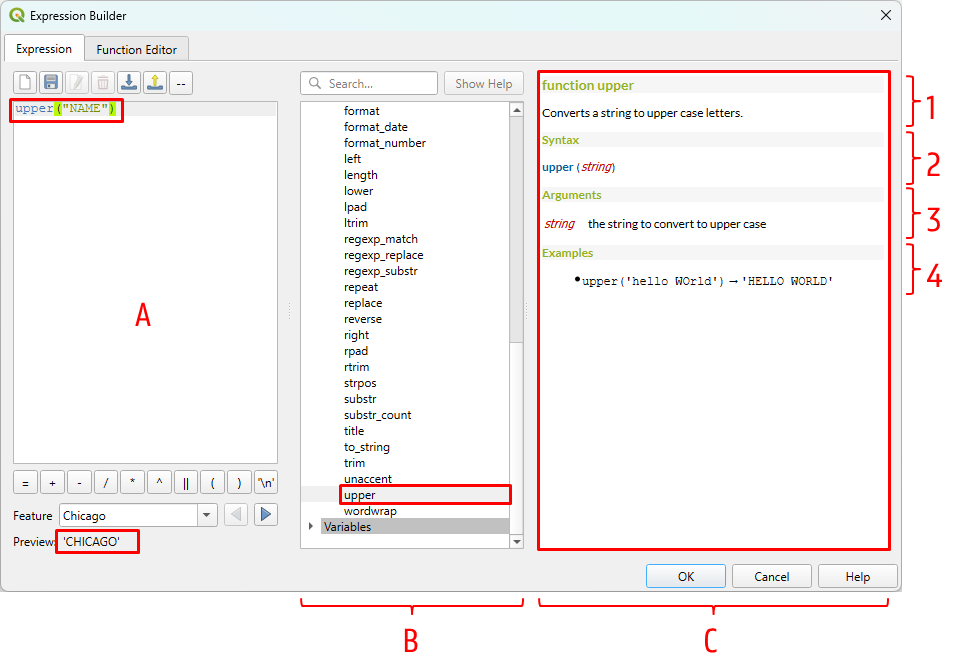 Expression Builder
Expression
Function Editor
--
Search...
Show Help
upper("NAME")
A
=
+
-
/
*
^
||
(
)
'\n'
Feature
Chicago
Preview:
'CHICAGO'
format
format_date
format_number
left
length
lower
lpad
ltrim
regexp_match
regexp_replace
regexp_substr
repeat
replace
reverse
right
rpad
rtrim
strpos
substr
substr_count
title
to_string
trim
unaccent
upper
wordwrap
Variables
function upper
Converts a string to upper case letters.
Syntax
upper (string)
Arguments
string the string to convert to upper case
Examples
•upper('hello WOrld') → 'HELLO WORLD'
1
2
3
4
OK
Cancel
Help
B
C